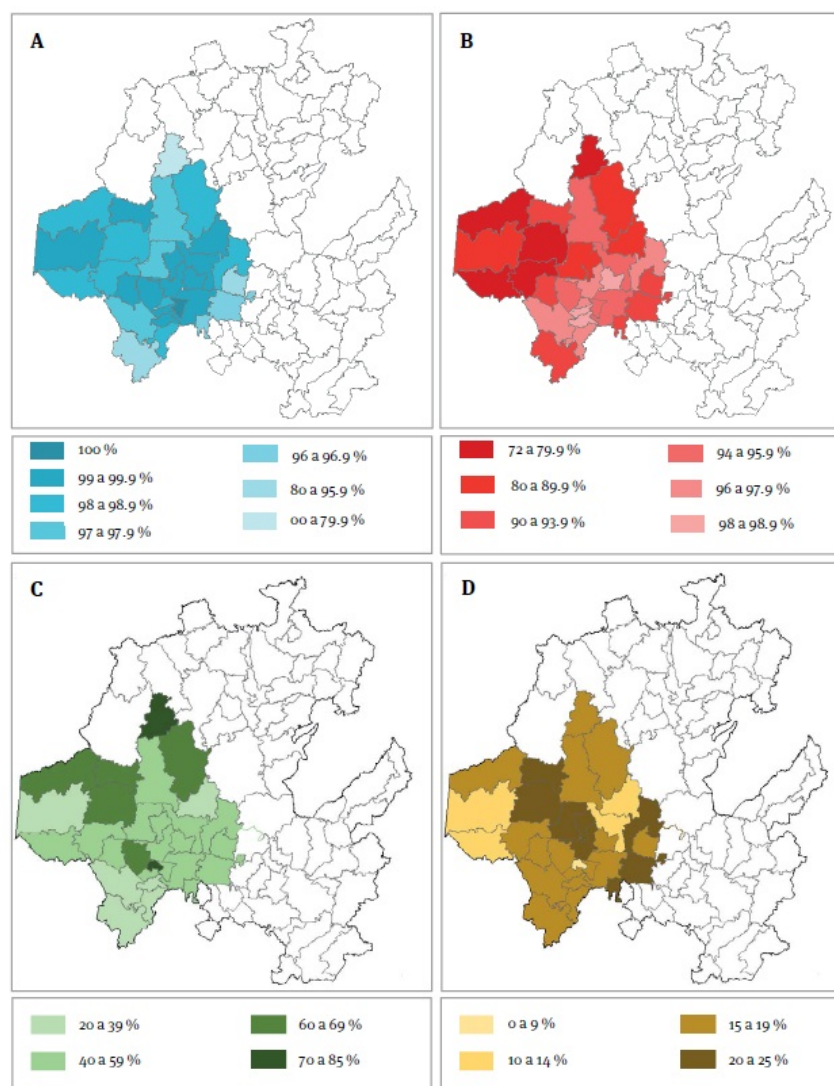 A
B
100 %
99 a 99.9 %
98 a 98.9 %
97 a 97.9 %
96 a 96.9 %
80 a 95.9 %
00 a 79.9 %
72 a 79.9 %
80 a 89.9 %
90 a 93.9 %
94 a 95.9 %
96 a 97.9 %
98 a 98.9 %
C
D
20 a 39 %
40 a 59 %
60 a 69 %
70 a 85 %
0 a 9 %
10 a 14 %
15 a 19 %
20 a 25 %